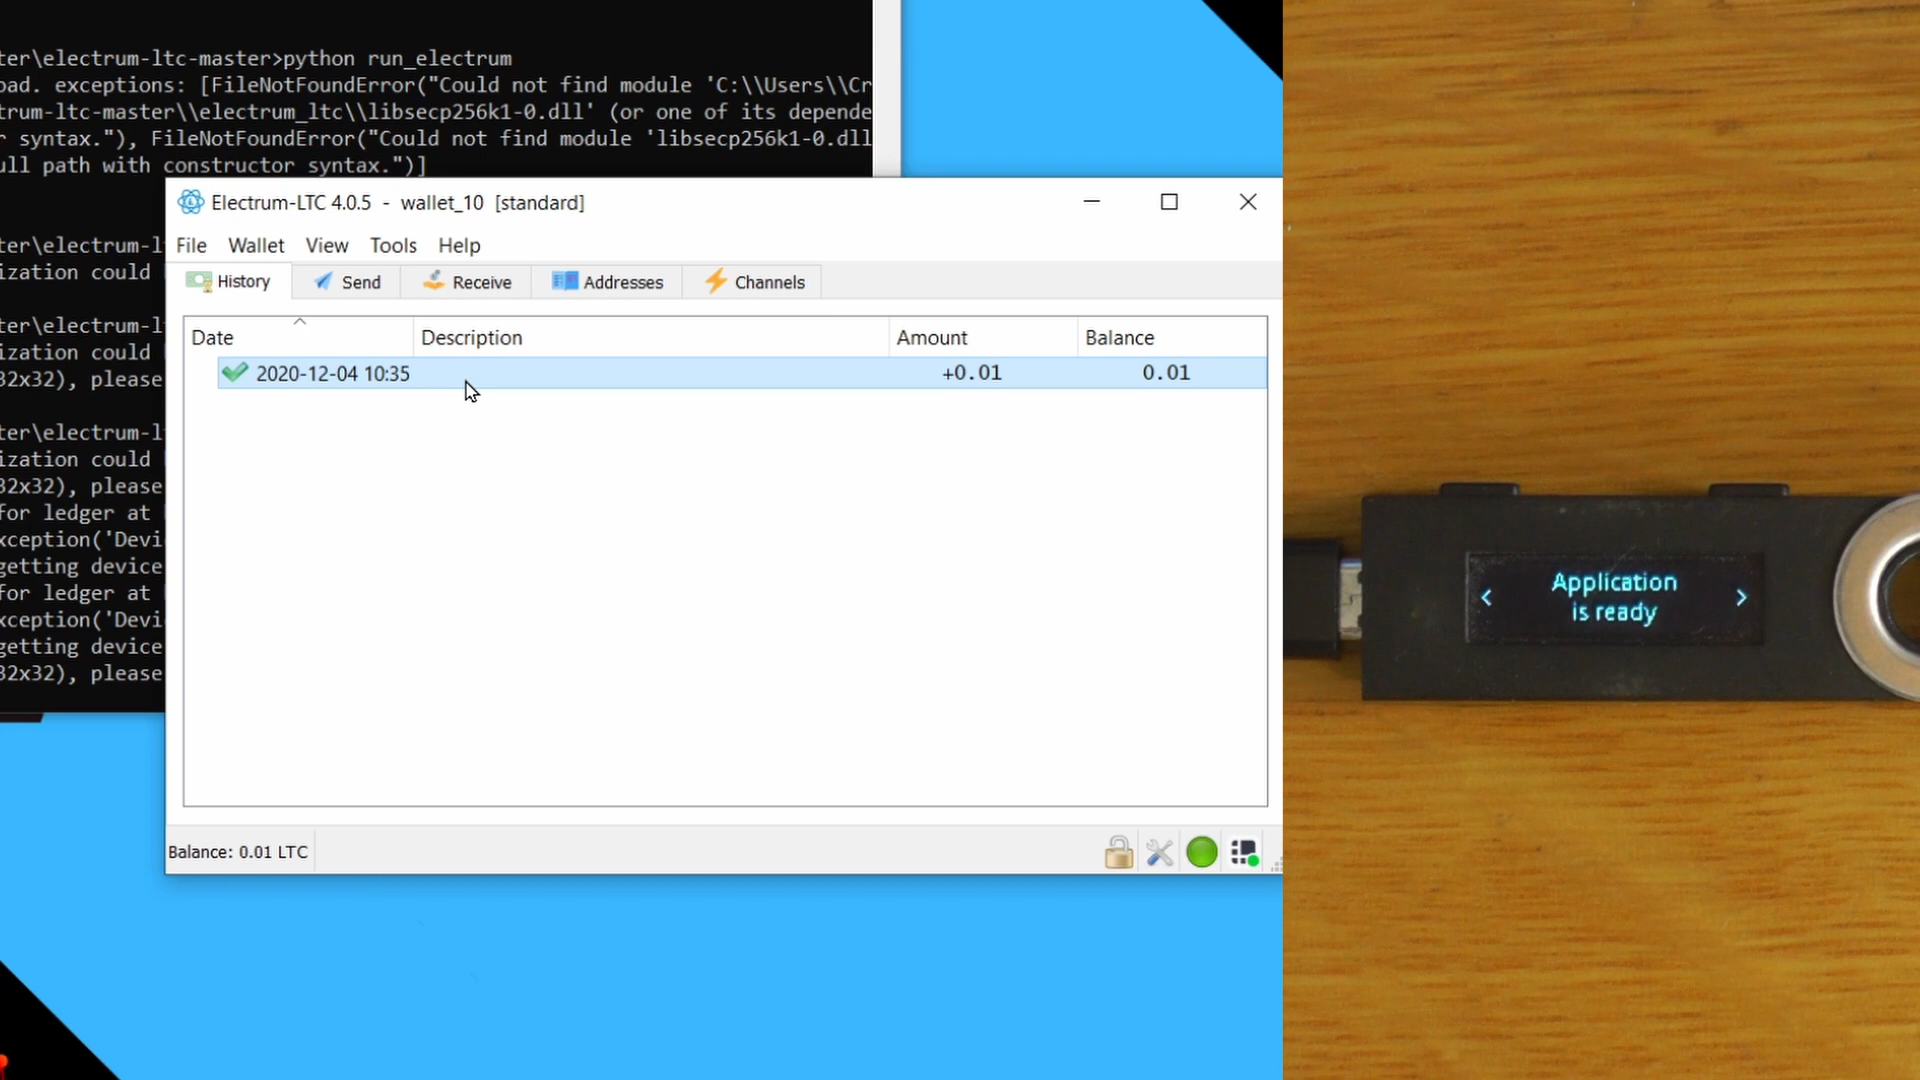 ter\electrum-ltc-master>python run_electrum
oad. exceptions: [FileNotFoundError("Could not find module 'C:\\Users\\Cr
trum-ltc-master\\electrum_ltc\\libsecp256k1-0.dll' (or one of its depende
r syntax."), FileNotFoundError("Could not find module 'libsecp256k1-0.dll
ull path with constructor syntax.")]
ter\electrum-l
ization could
ter\electrum-l
ization could
32x32), please
ter\electrum-l
ization could
32x32), please
for ledger at
xception('Devi
getting device
for ledger at
xception('Devi
getting device
32x32), please
Electrum-LTC 4.0.5 - wallet_10 [standard]
File Wallet View Tools Help
History Send Receive Addresses Channels
Date Description Amount Balance
2020-12-04 10:35 +0.01 0.01
Balance: 0.01 LTC
Application
is ready